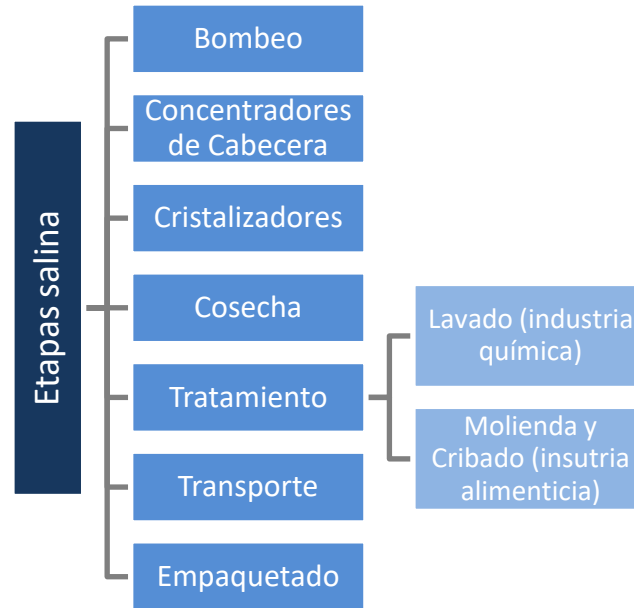 Etapas salina
Bombeo
Concentradores
de Cabecera
Cristalizadores
Cosecha
Tratamiento
Lavado (industria
química)
Molienda y
Cribado (insutria
alimenticia)
Transporte
Empaquetado